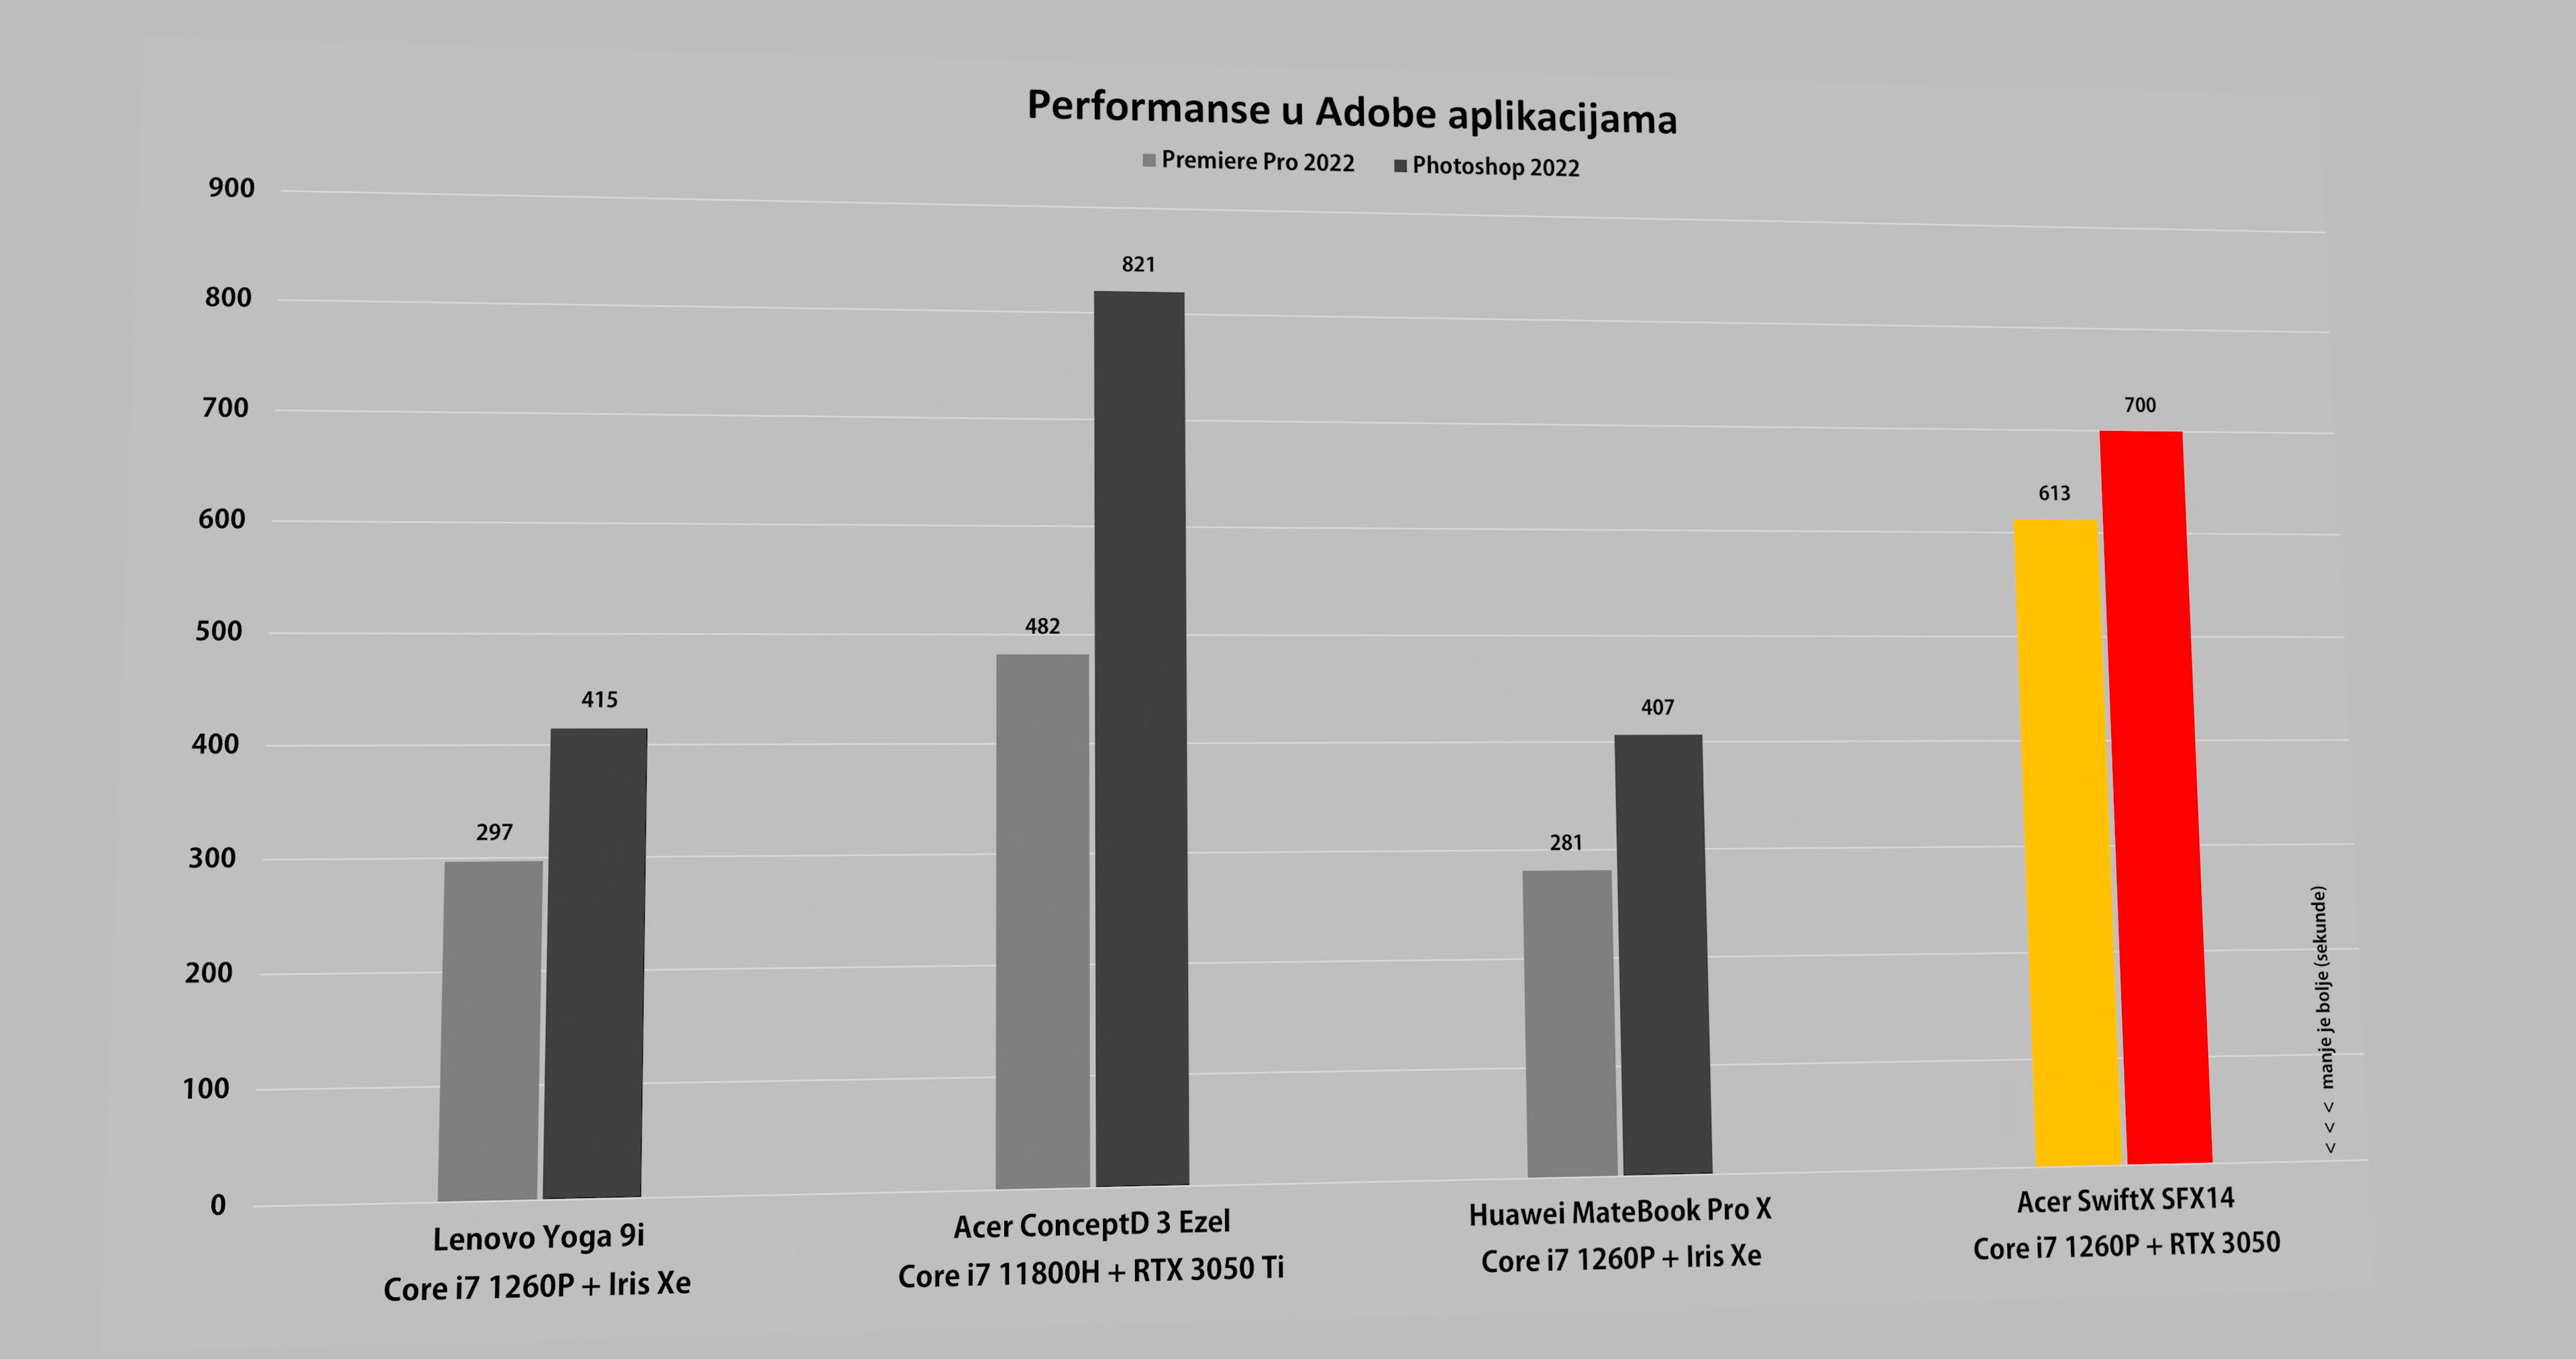 Performanse u Adobe aplikacijama
Premiere Pro 2022 Photoshop 2022
900
800
700
600
500
400
300
200
100
0
297
415
482
821
281
407
613
700
Lenovo Yoga 9i
Core i7 1260P + Iris Xe
Acer ConceptD 3 Ezel
Core i7 11800H + RTX 3050 Ti
Huawei MateBook Pro X
Core i7 1260P + Iris Xe
Acer SwiftX SFX14
Core i7 1260P + RTX 3050
< < < manje je bolje (sekunde)